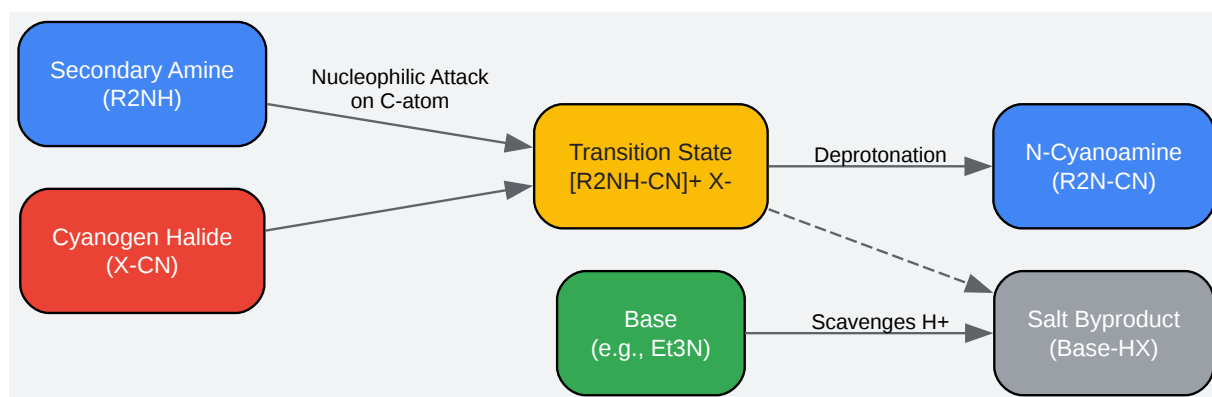 Secondary Amine
(R2NH)
Nucleophilic Attack
on C-atom
Cyanogen Halide
(X-CN)
Transition State
[R2NH-CN]+ X-
Deprotonation
N-Cyanoamine
(R2N-CN)
Base
(e.g., Et3N)
Scavenges H+
Salt Byproduct
(Base-HX)